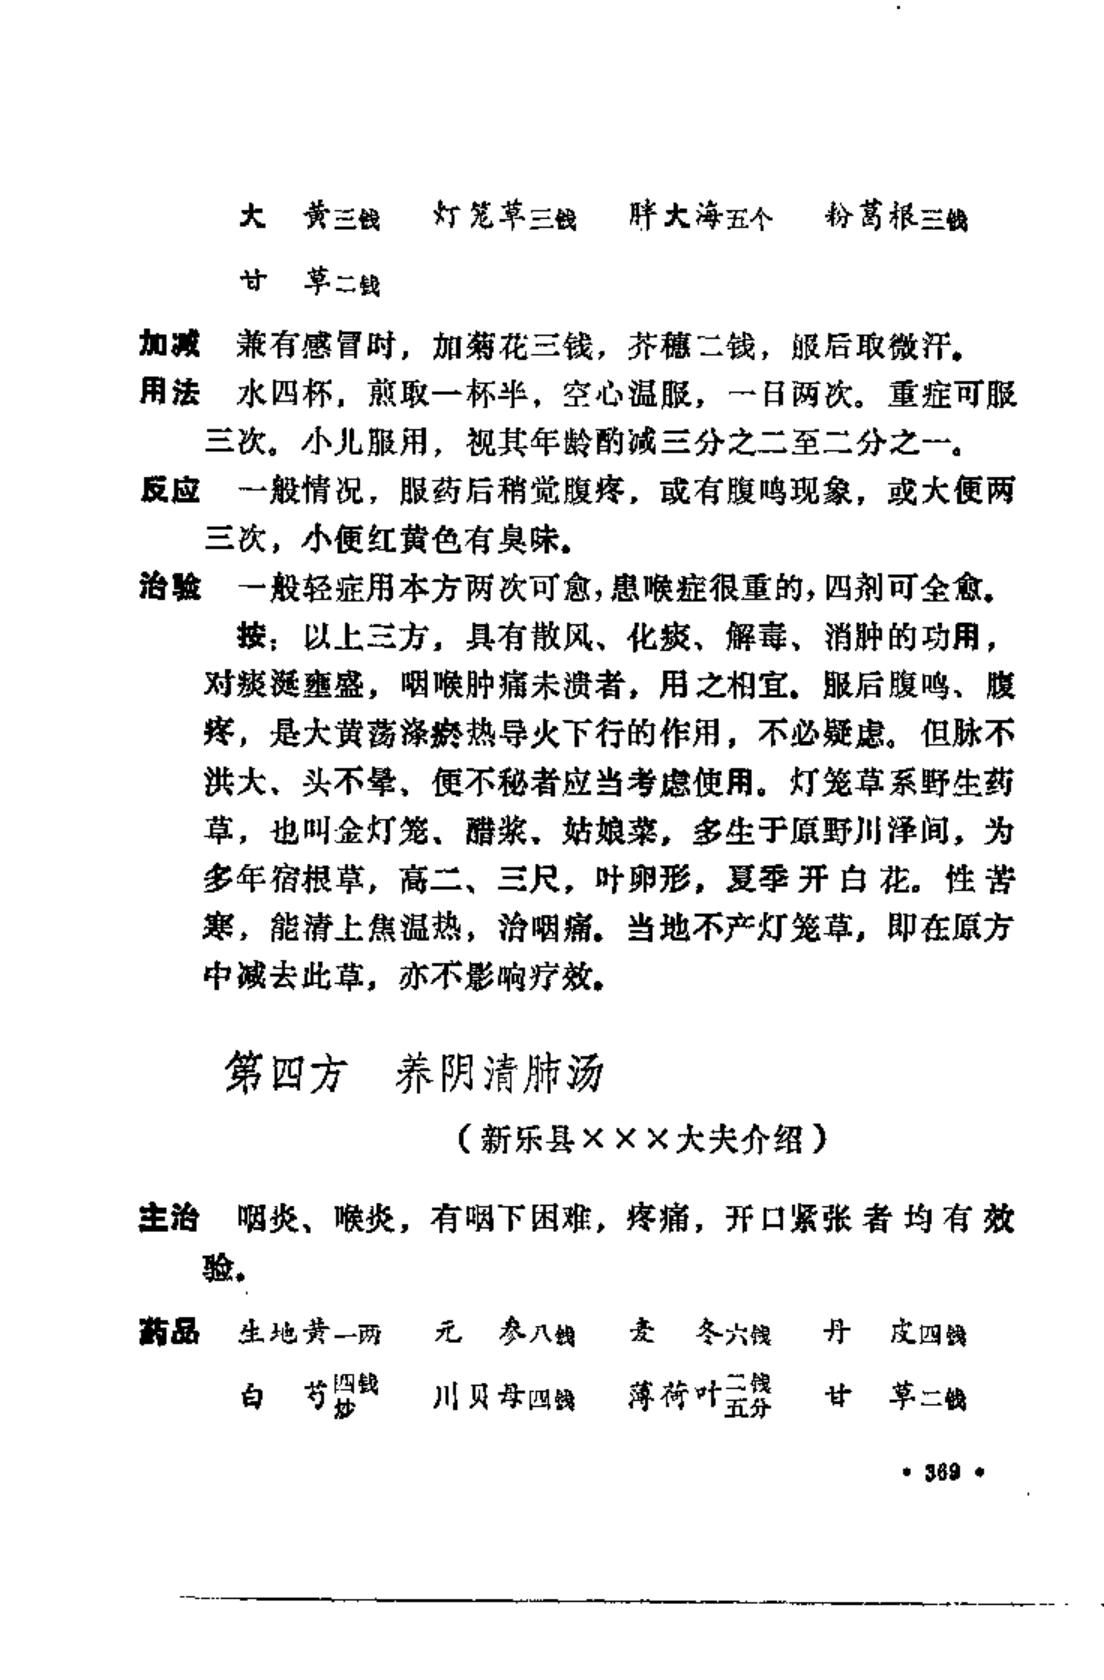 大　黄三钱　灯笼草三钱　胖大海五个　粉葛根三钱
甘　草二钱
加减　兼有感冒时，加菊花三钱，芥穗二钱，服后取微汗。
用法　水四杯，煎取一杯半，空心温服，一日两次。重症可服
三次。小儿服用，视其年龄酌减三分之二至二分之一。
反应　一般情况，服药后稍觉腹疼，或有腹鸣现象，或大便两
三次，小便红黄色有臭味。
治验　一般轻症用本方两次可愈，患喉症很重的，四剂可全愈。
按：以上三方，具有散风、化痰、解毒、消肿的功用，
对痰涎壅盛，咽喉肿痛未溃者，用之相宜。服后腹鸣、腹
疼，是大黄荡涤瘀热导火下行的作用，不必疑虑。但脉不
洪大、头不晕、便不秘者应当考虑使用。灯笼草系野生药
草，也叫金灯笼、醋浆、姑娘菜，多生于原野川泽间，为
多年宿根草，高二、三尺，叶卵形，夏季开白花。性苦
寒，能清上焦温热，治咽痛。当地不产灯笼草，即在原方
中减去此草，亦不影响疗效。
第四方　养阴清肺汤
（新乐县×××大夫介绍）
主治　咽炎、喉炎，有咽下困难，疼痛，开口紧张者均有效
验。
药品　生地黄一两　元　参八钱　麦　冬六钱　丹　皮四钱
白　芍四钱炒　川贝母四钱　薄荷叶二钱五分　甘　草二钱
• 369 •